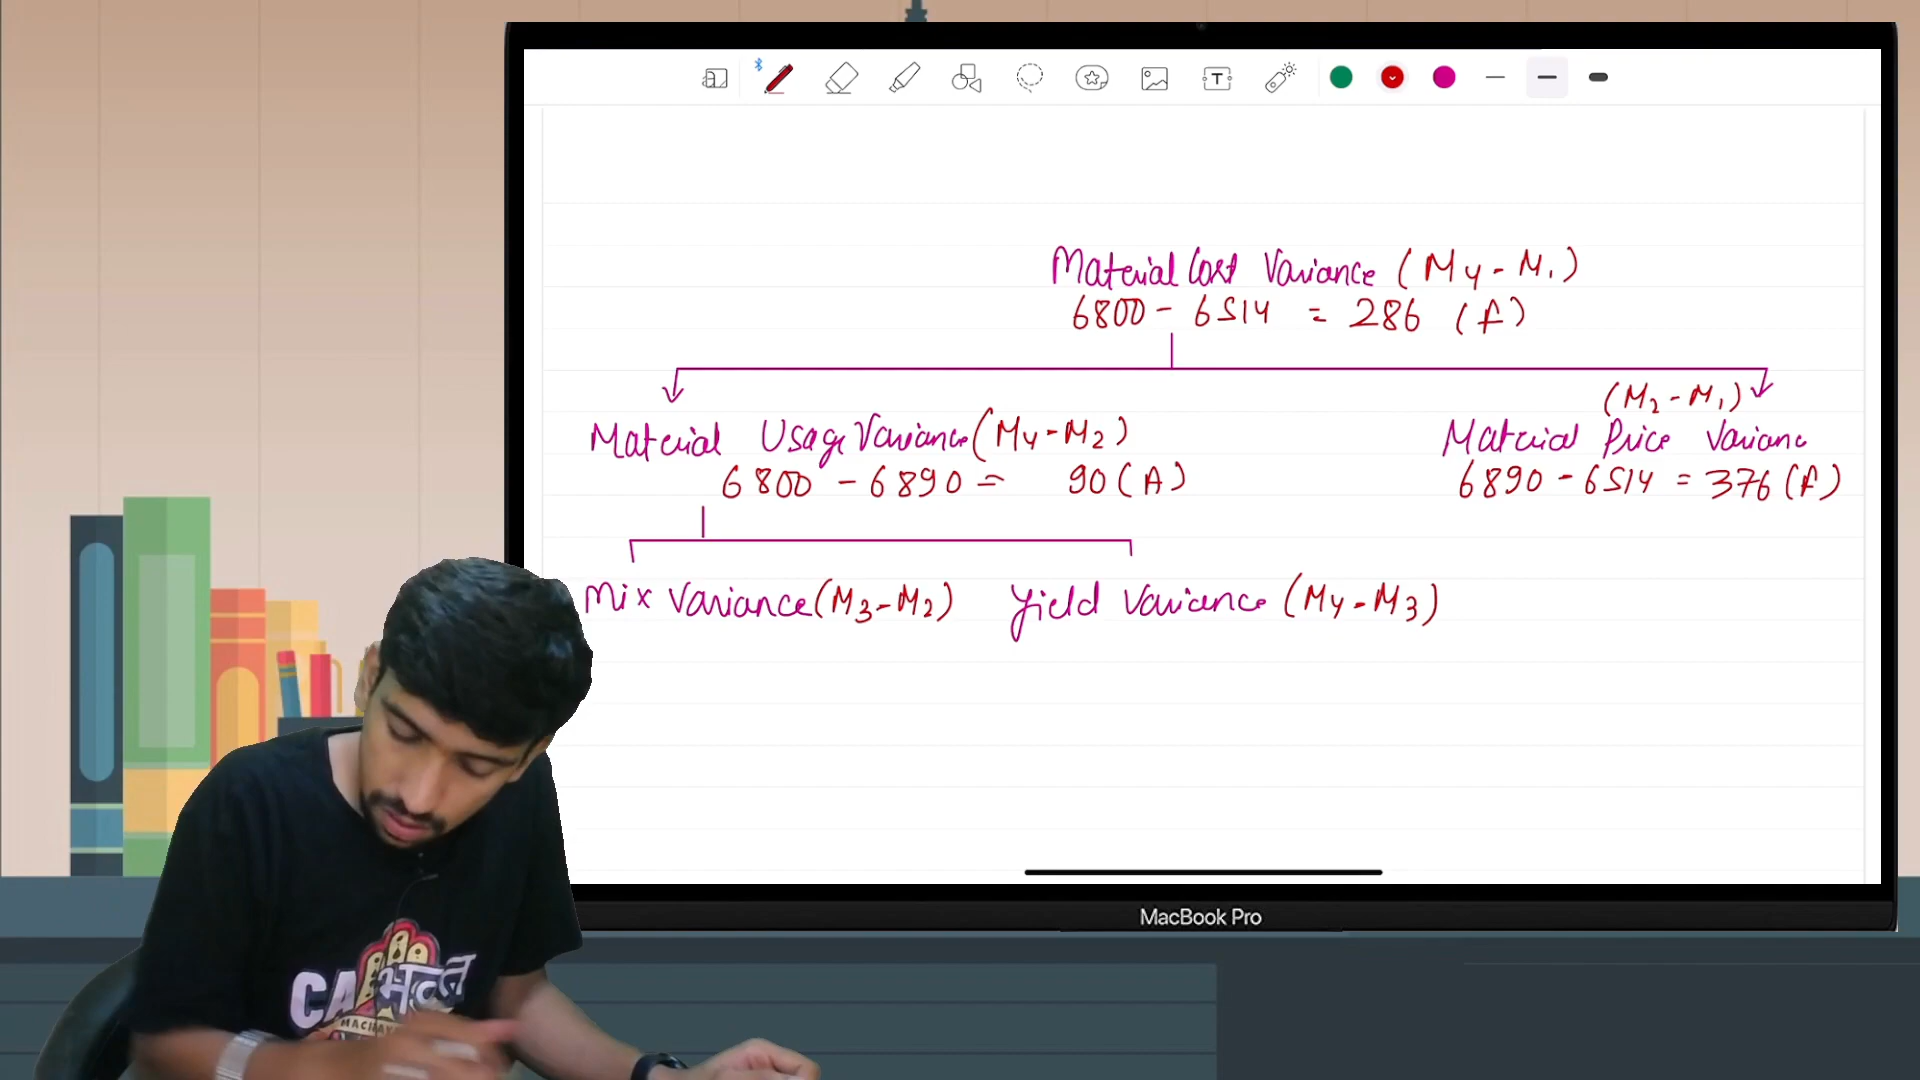 Material Cost Variance (M4 - M1)
6800 - 6514 = 286 (f)
(M2 - M1)
Material Usage Variance (M4 - M2)
Material Price Variance
6800 - 6890 = 90 (A)
6890 - 6514 = 376 (f)
Mix Variance (M3 - M2)
Yield Variance (M4 - M3)
MacBook Pro
CA